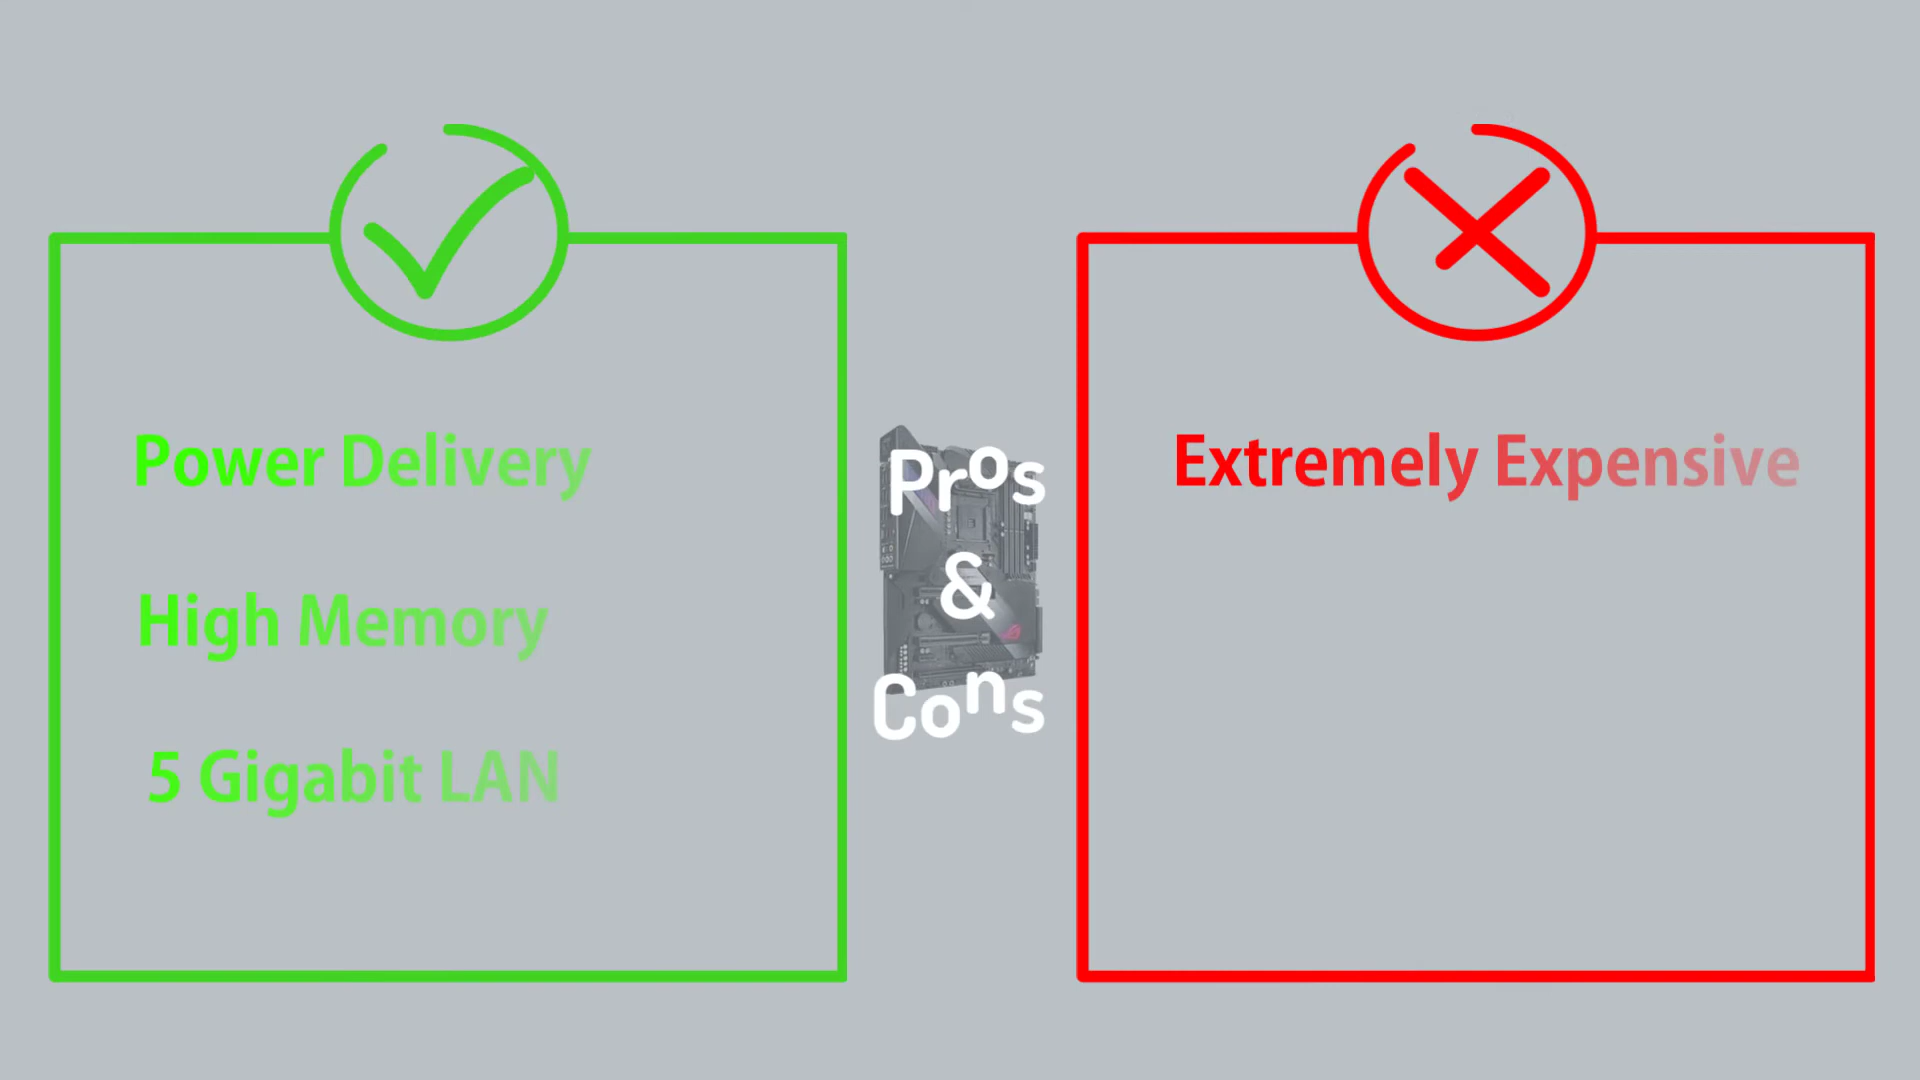 Power Delivery
High Memory
5 Gigabit LAN
Pros
&
Cons
Extremely Expensive